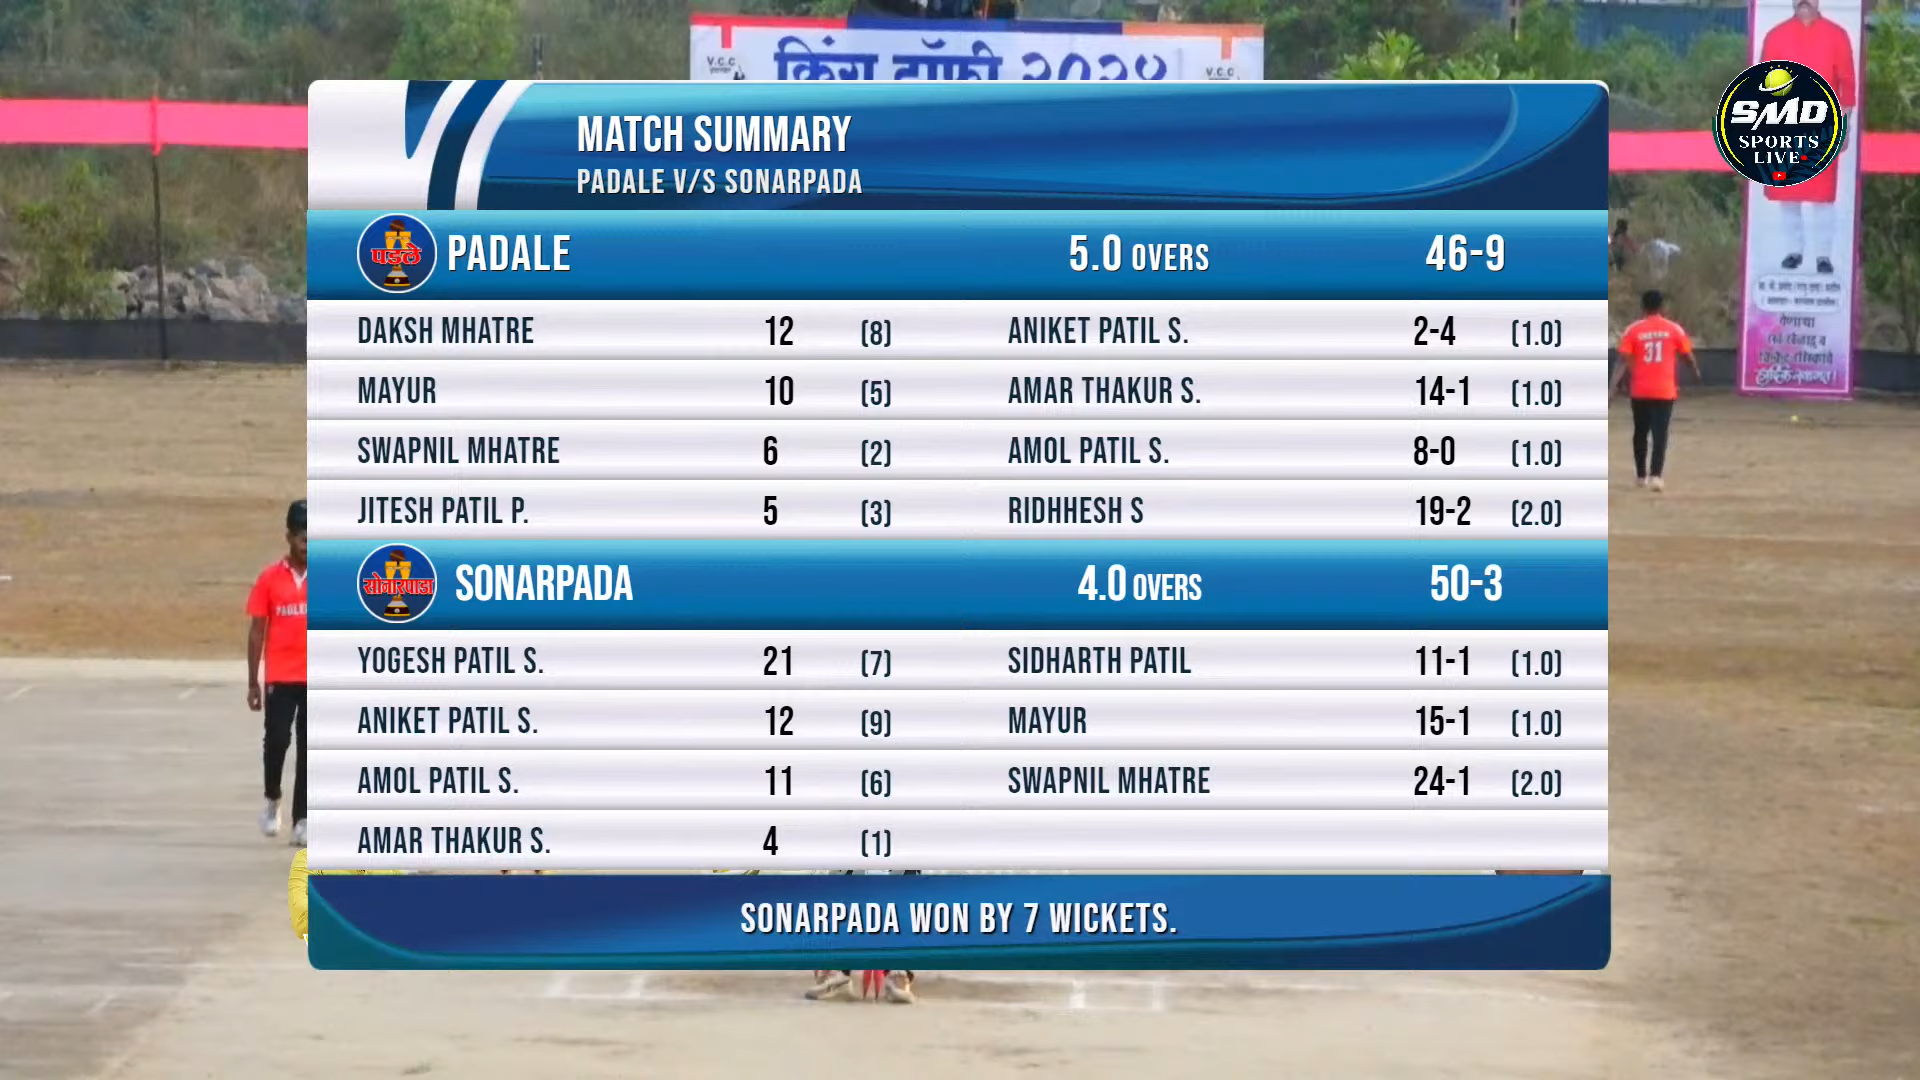 किंग ट्रॉफी २०२४
V.C.C
V.C.C
SMD
SPORTS
LIVE
MATCH SUMMARY
PADALE V/S SONARPADA
पडले
PADALE 5.0 OVERS 46-9
DAKSH MHATRE 12 (8) ANIKET PATIL S. 2-4 (1.0)
MAYUR 10 (5) AMAR THAKUR S. 14-1 (1.0)
SWAPNIL MHATRE 6 (2) AMOL PATIL S. 8-0 (1.0)
JITESH PATIL P. 5 (3) RIDHHESH S 19-2 (2.0)
सोनारपाडा
SONARPADA 4.0 OVERS 50-3
YOGESH PATIL S. 21 (7) SIDHARTH PATIL 11-1 (1.0)
ANIKET PATIL S. 12 (9) MAYUR 15-1 (1.0)
AMOL PATIL S. 11 (6) SWAPNIL MHATRE 24-1 (2.0)
AMAR THAKUR S. 4 (1)
SONARPADA WON BY 7 WICKETS.
31